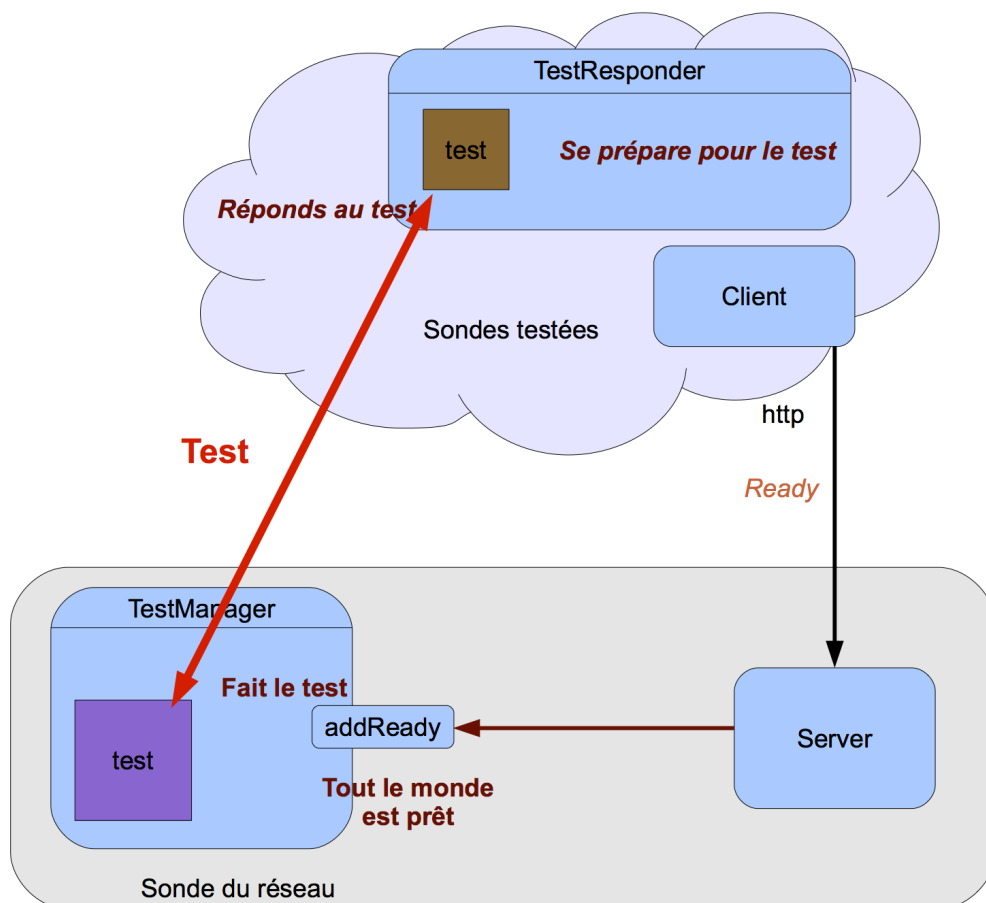 TestResponder
test
Se prépare pour le test
Réponds au test
Client
Sondes testées
http
Test
Ready
TestManager
Fait le test
addReady
Server
test
Tout le monde
est prêt
Sonde du réseau